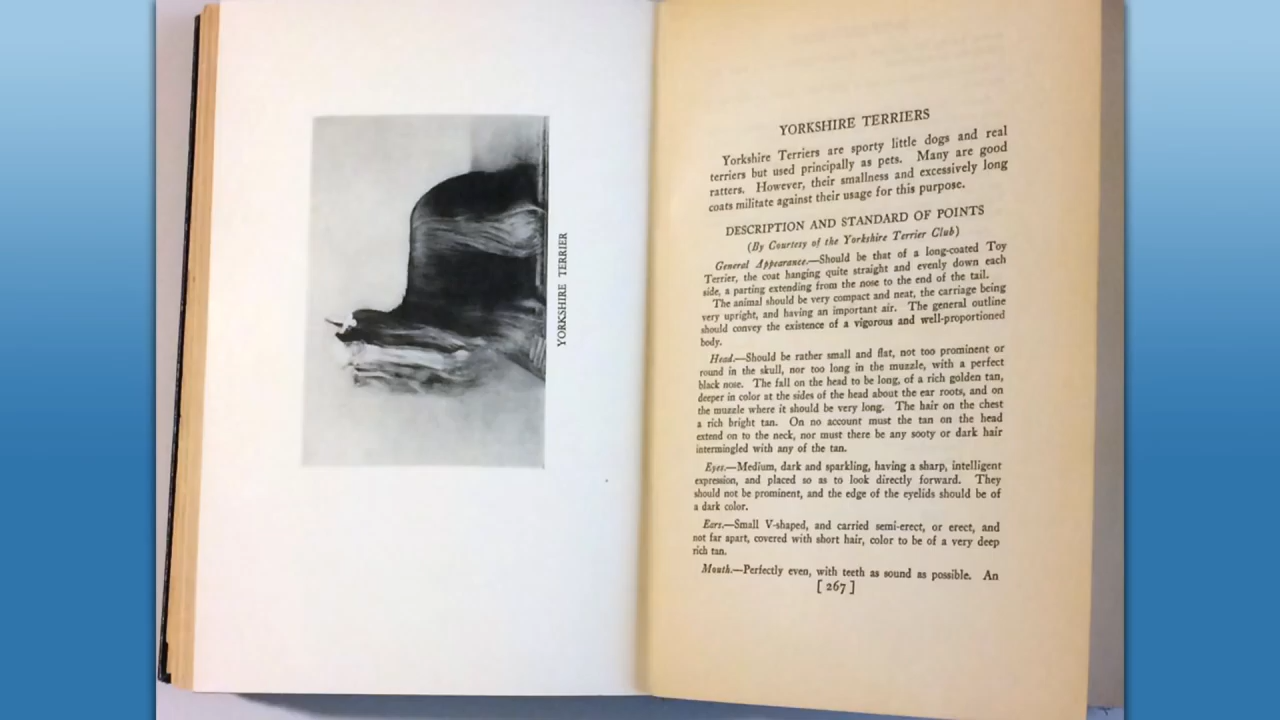 YORKSHIRE TERRIER
YORKSHIRE TERRIERS
Yorkshire Terriers are sporty little dogs and real
terriers but used principally as pets. Many are good
ratters. However, their smallness and excessively long
coats militate against their usage for this purpose.
DESCRIPTION AND STANDARD OF POINTS
(By Courtesy of the Yorkshire Terrier Club)
General Appearance.—Should be that of a long-coated Toy
Terrier, the coat hanging quite straight and evenly down each
side, a parting extending from the nose to the end of the tail.
The animal should be very compact and neat, the carriage being
very upright, and having an important air. The general outline
should convey the existence of a vigorous and well-proportioned
body.
Head.—Should be rather small and flat, not too prominent or
round in the skull, nor too long in the muzzle, with a perfect
black nose. The fall on the head to be long, of a rich golden tan,
deeper in color at the sides of the head about the ear roots, and on
the muzzle where it should be very long. The hair on the chest
a rich bright tan. On no account must the tan on the head
extend on to the neck, nor must there be any sooty or dark hair
intermingled with any of the tan.
Eyes.—Medium, dark and sparkling, having a sharp, intelligent
expression, and placed so as to look directly forward. They
should not be prominent, and the edge of the eyelids should be of
a dark color.
Ears.—Small V-shaped, and carried semi-erect, or erect, and
not far apart, covered with short hair, color to be of a very deep
rich tan.
Mouth.—Perfectly even, with teeth as sound as possible. An
[ 267 ]